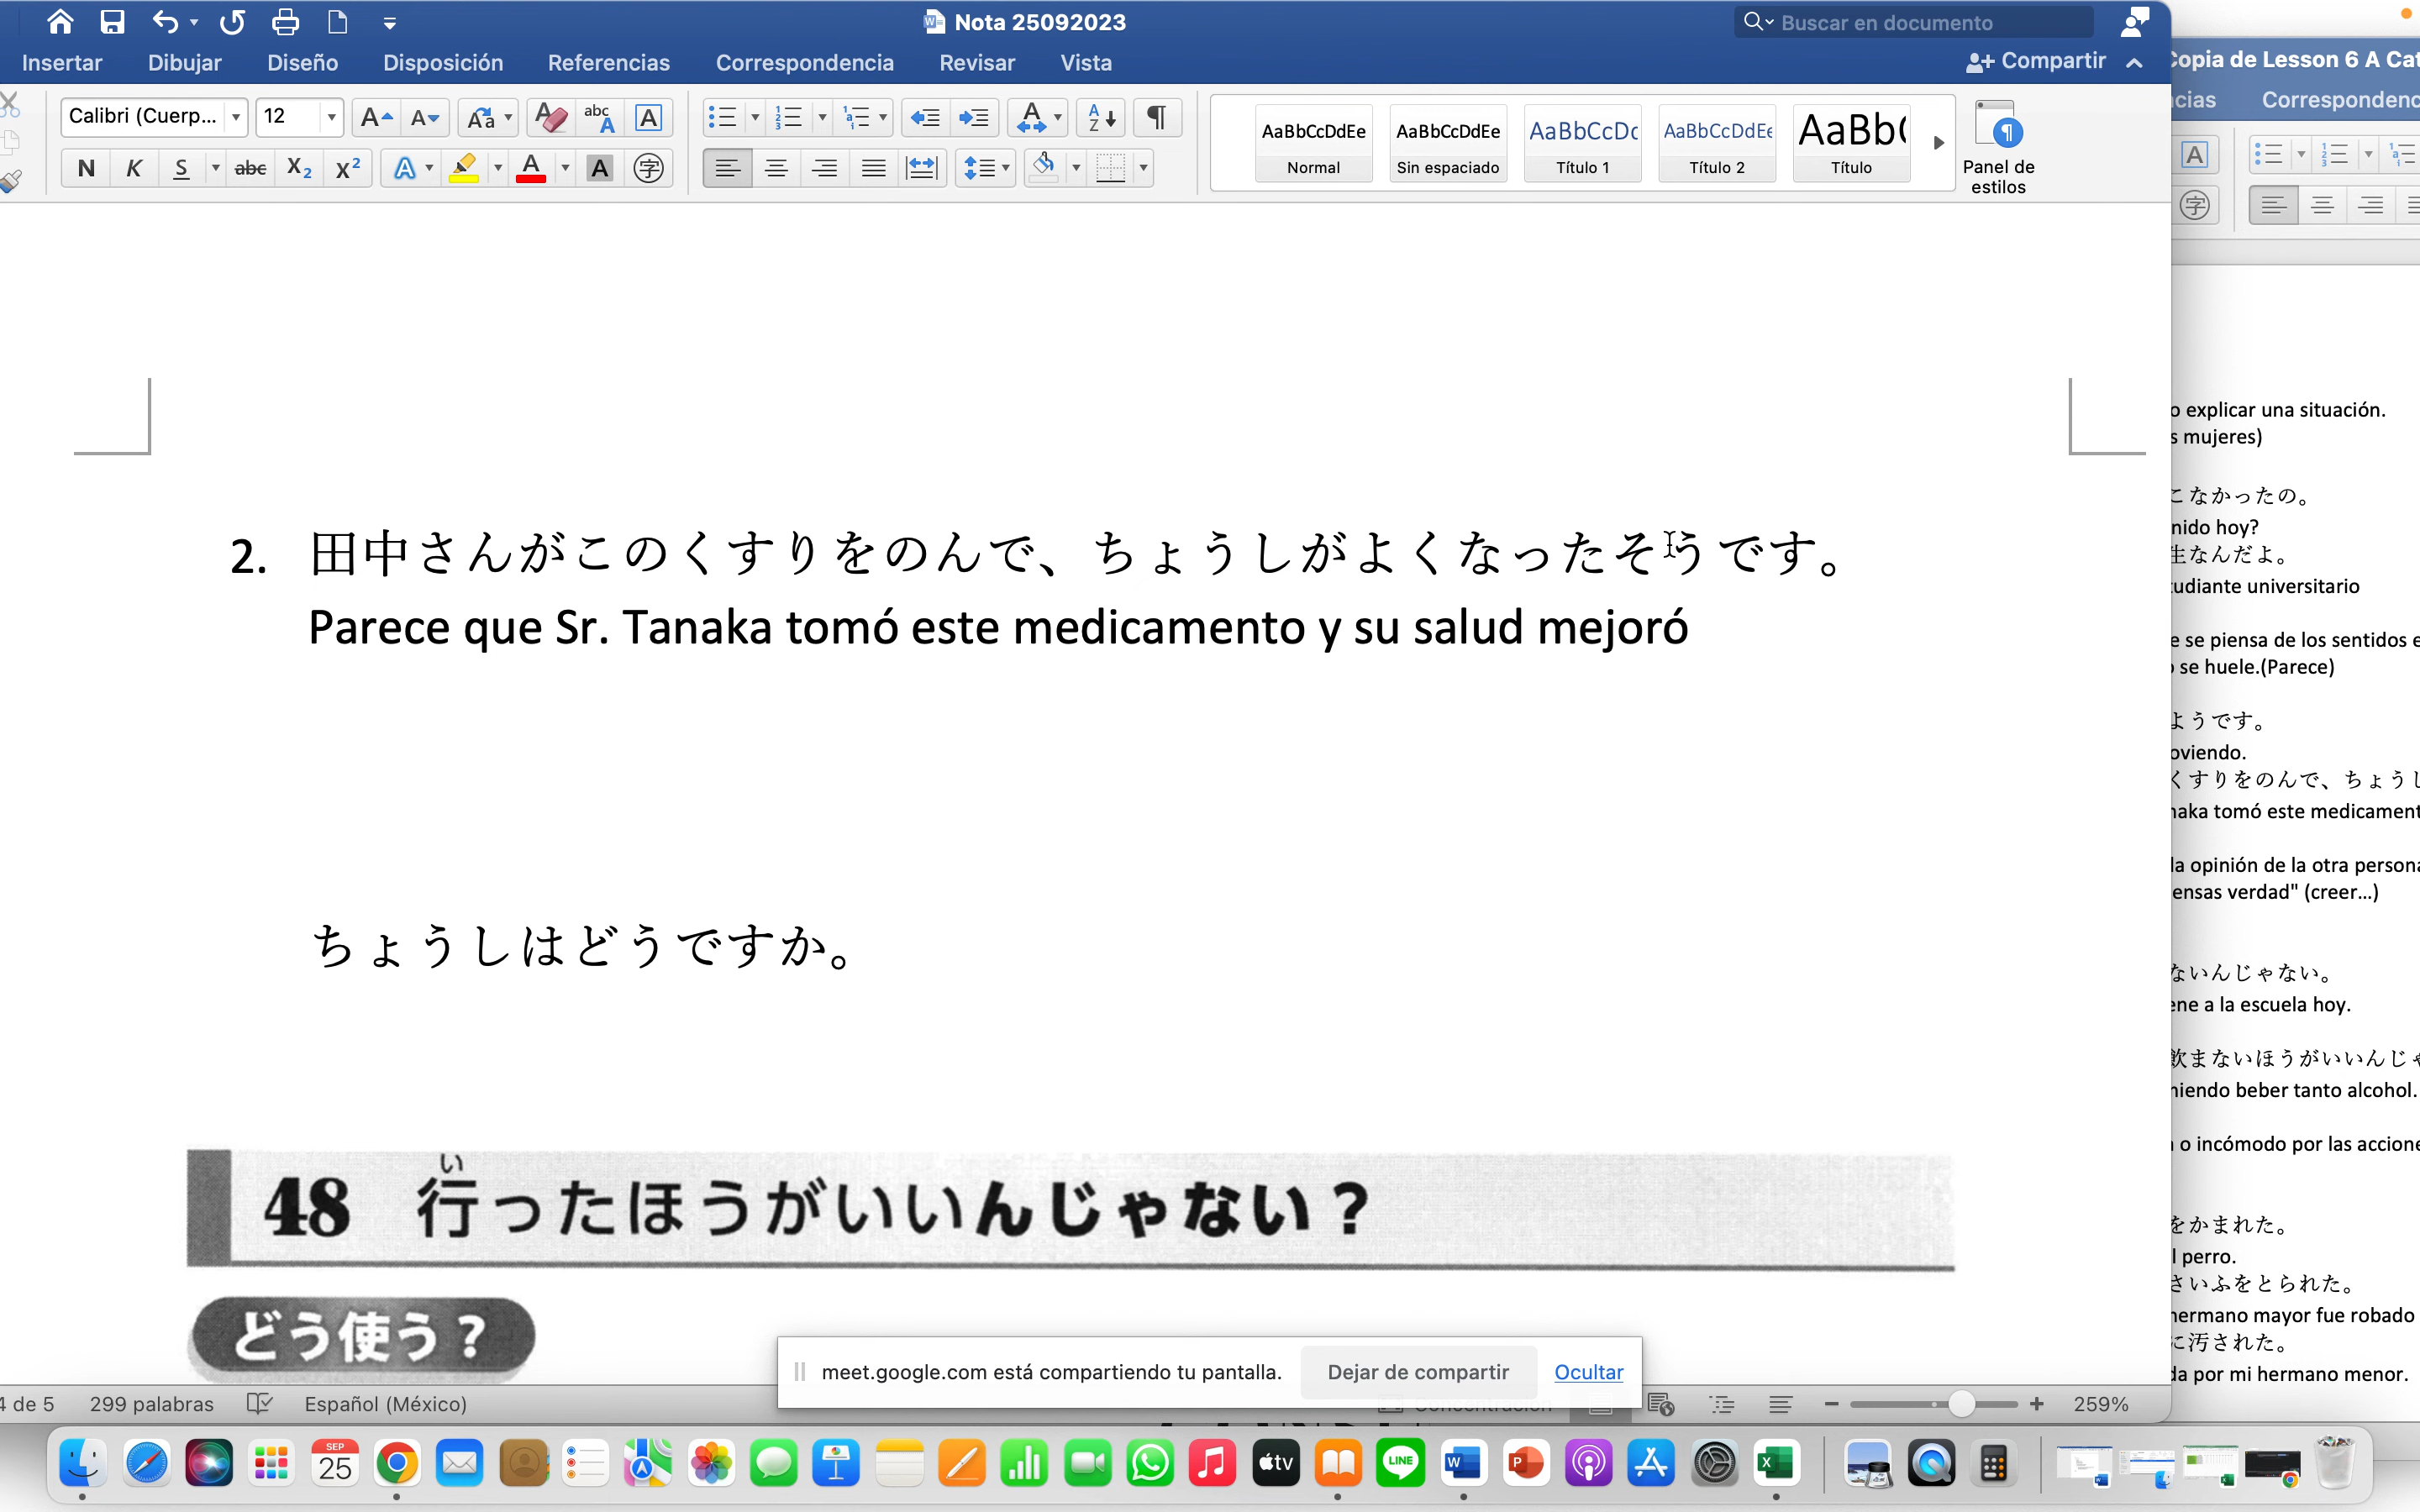 Nota 25092023
Buscar en documento
Insertar Dibujar Diseño Disposición Referencias Correspondencia Revisar Vista Compartir
Calibri (Cuerp... 12
AaBbCcDdEe AaBbCcDdEe AaBbCcDc AaBbCcDdEe AaBb(
Normal Sin espaciado Título 1 Título 2 Título
Panel de estilos
2. 田中さんがこのくすりをのんで、ちょうしがよくなったそうです。
Parece que Sr. Tanaka tomó este medicamento y su salud mejoró
ちょうしはどうですか。
い
48 行ったほうがいいんじゃない？
どう使う？
meet.google.com está compartiendo tu pantalla. Dejar de compartir Ocultar
4 de 5 299 palabras Español (México) 259%
Copia de Lesson 6 A Cat
cias Correspondenc
o explicar una situación.
s mujeres)
こなかったの。
nido hoy?
生なんだよ。
tudiante universitario
e se piensa de los sentidos e
o se huele.(Parece)
ようです。
oviendo.
くすりをのんで、ちょうし
naka tomó este medicament
la opinión de la otra persona
ensas verdad" (creer...)
ないんじゃない。
ene a la escuela hoy.
飲まないほうがいいんじゃ
niendo beber tanto alcohol.
o incómodo por las accione
をかまれた。
l perro.
さいふをとられた。
hermano mayor fue robado
に汚された。
da por mi hermano menor.
SEP
25
tv
LINE